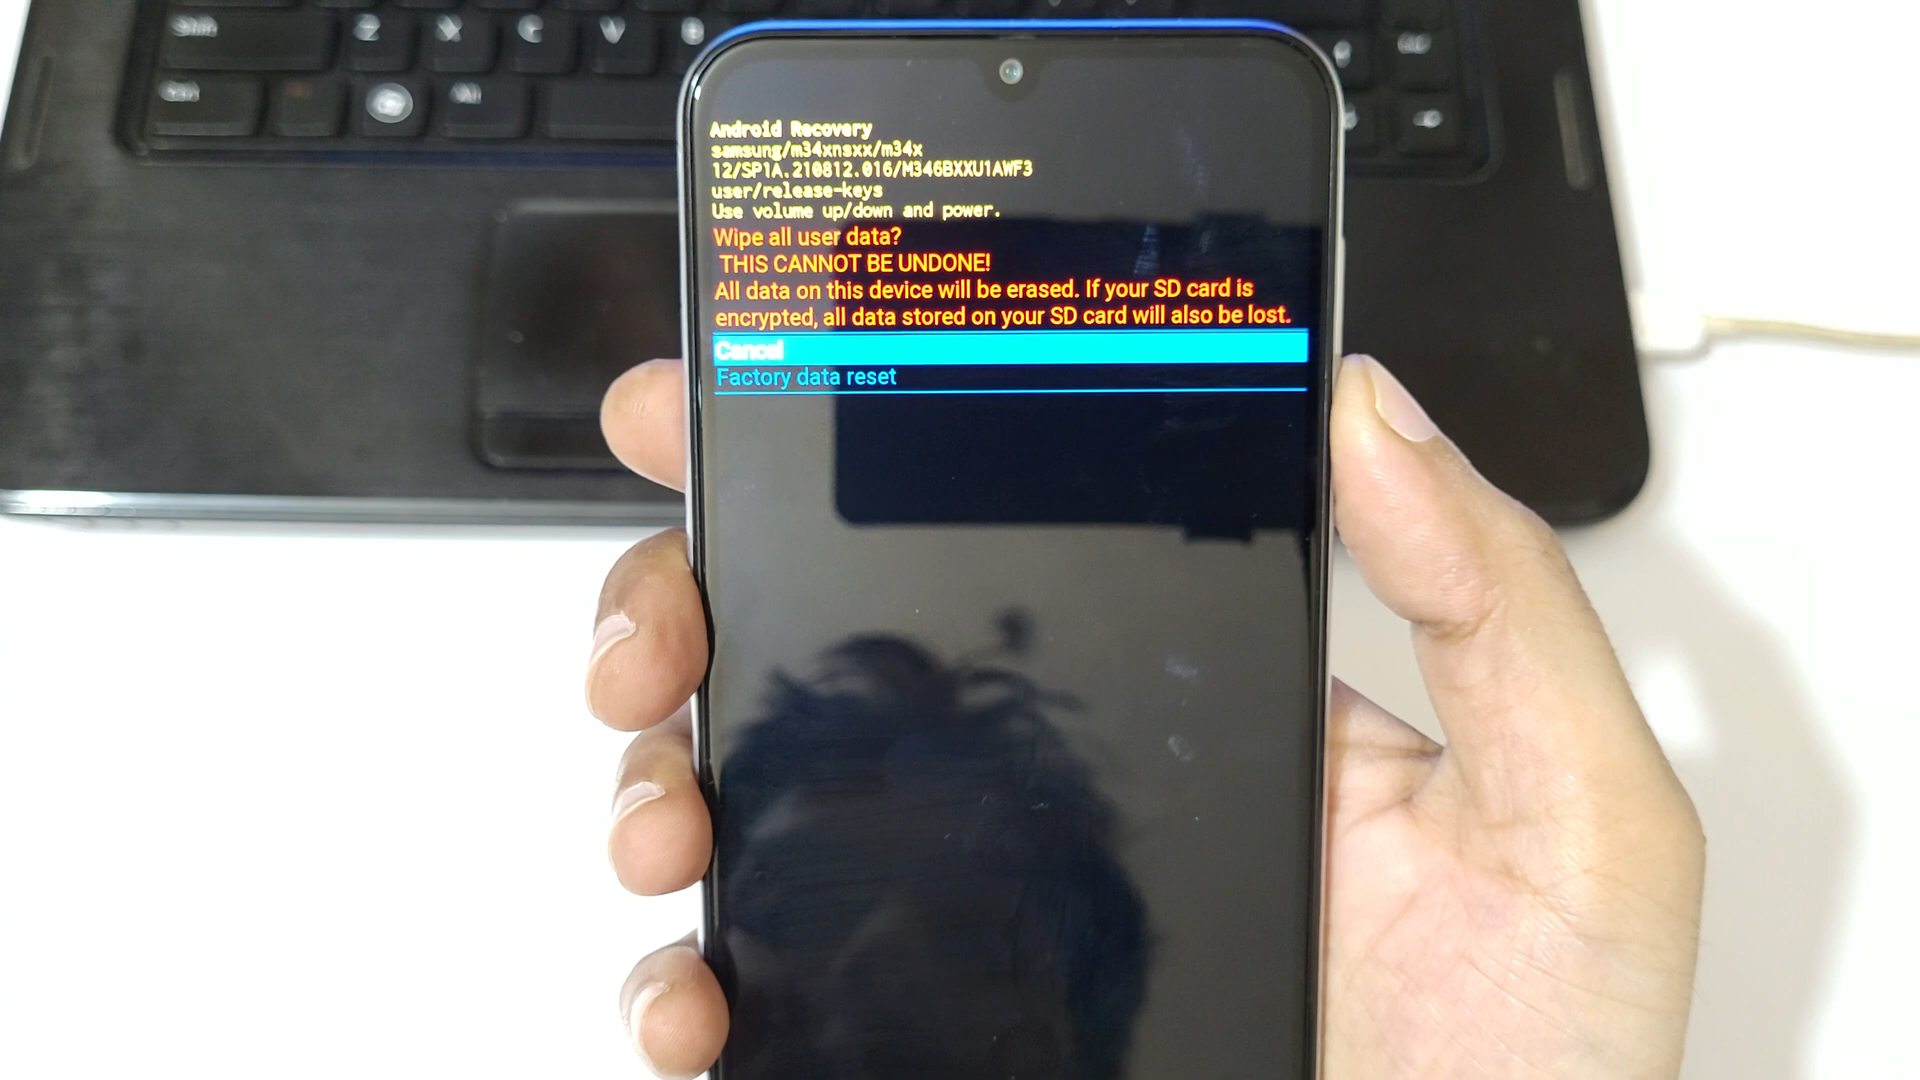 Z X C V B
Alt
Android Recovery
samsung/m34xnsxx/m34x
12/SP1A.210812.016/M346BXXU1AWF3
user/release-keys
Use volume up/down and power.
Wipe all user data?
THIS CANNOT BE UNDONE!
All data on this device will be erased. If your SD card is
encrypted, all data stored on your SD card will also be lost.
Cancel
Factory data reset